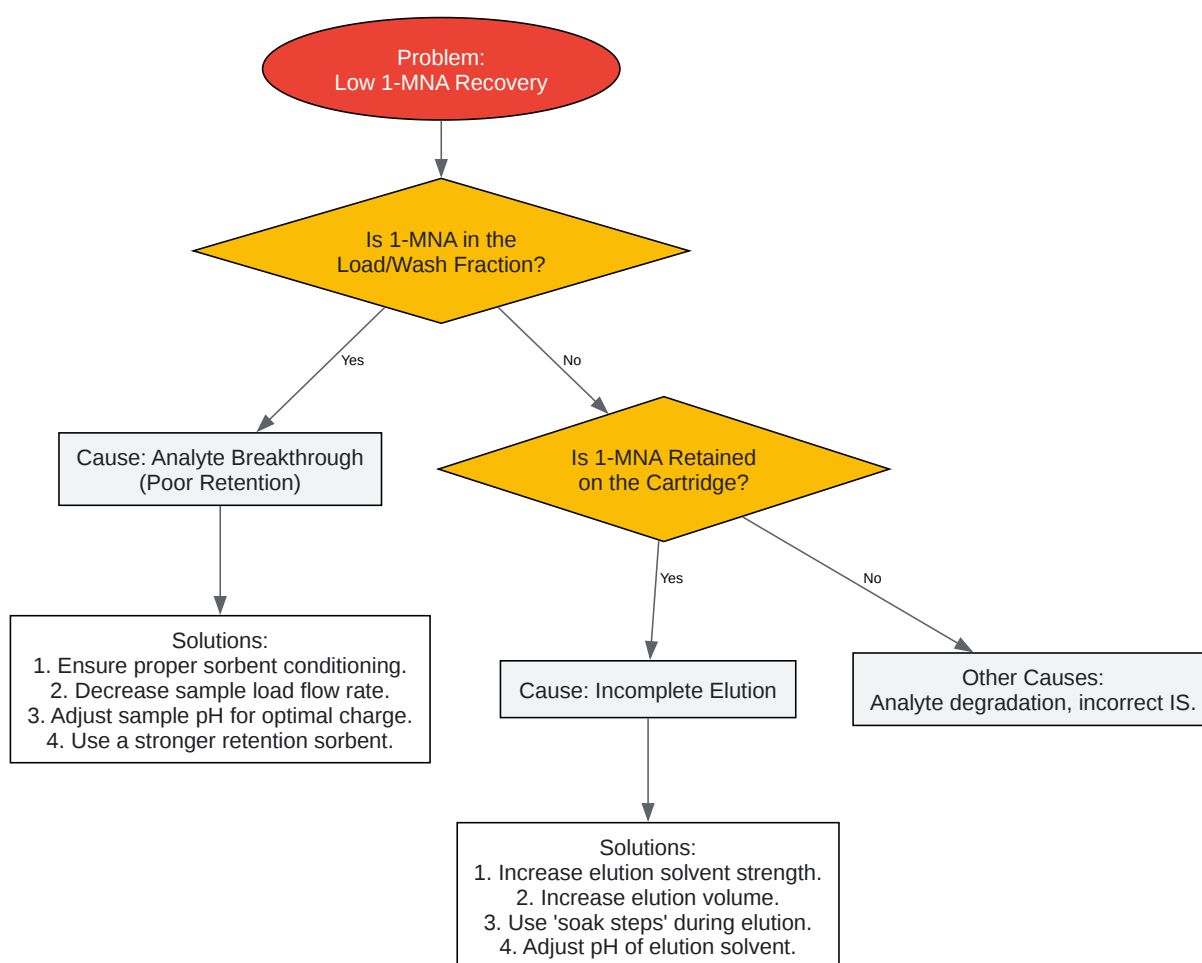 Problem:
Low 1-MNA Recovery
Is 1-MNA in the
Load/Wash Fraction?
Yes
No
Cause: Analyte Breakthrough
(Poor Retention)
Is 1-MNA Retained
on the Cartridge?
Yes
No
Solutions:
1. Ensure proper sorbent conditioning.
2. Decrease sample load flow rate.
3. Adjust sample pH for optimal charge.
4. Use a stronger retention sorbent.
Cause: Incomplete Elution
Other Causes:
Analyte degradation, incorrect IS.
Solutions:
1. Increase elution solvent strength.
2. Increase elution volume.
3. Use 'soak steps' during elution.
4. Adjust pH of elution solvent.